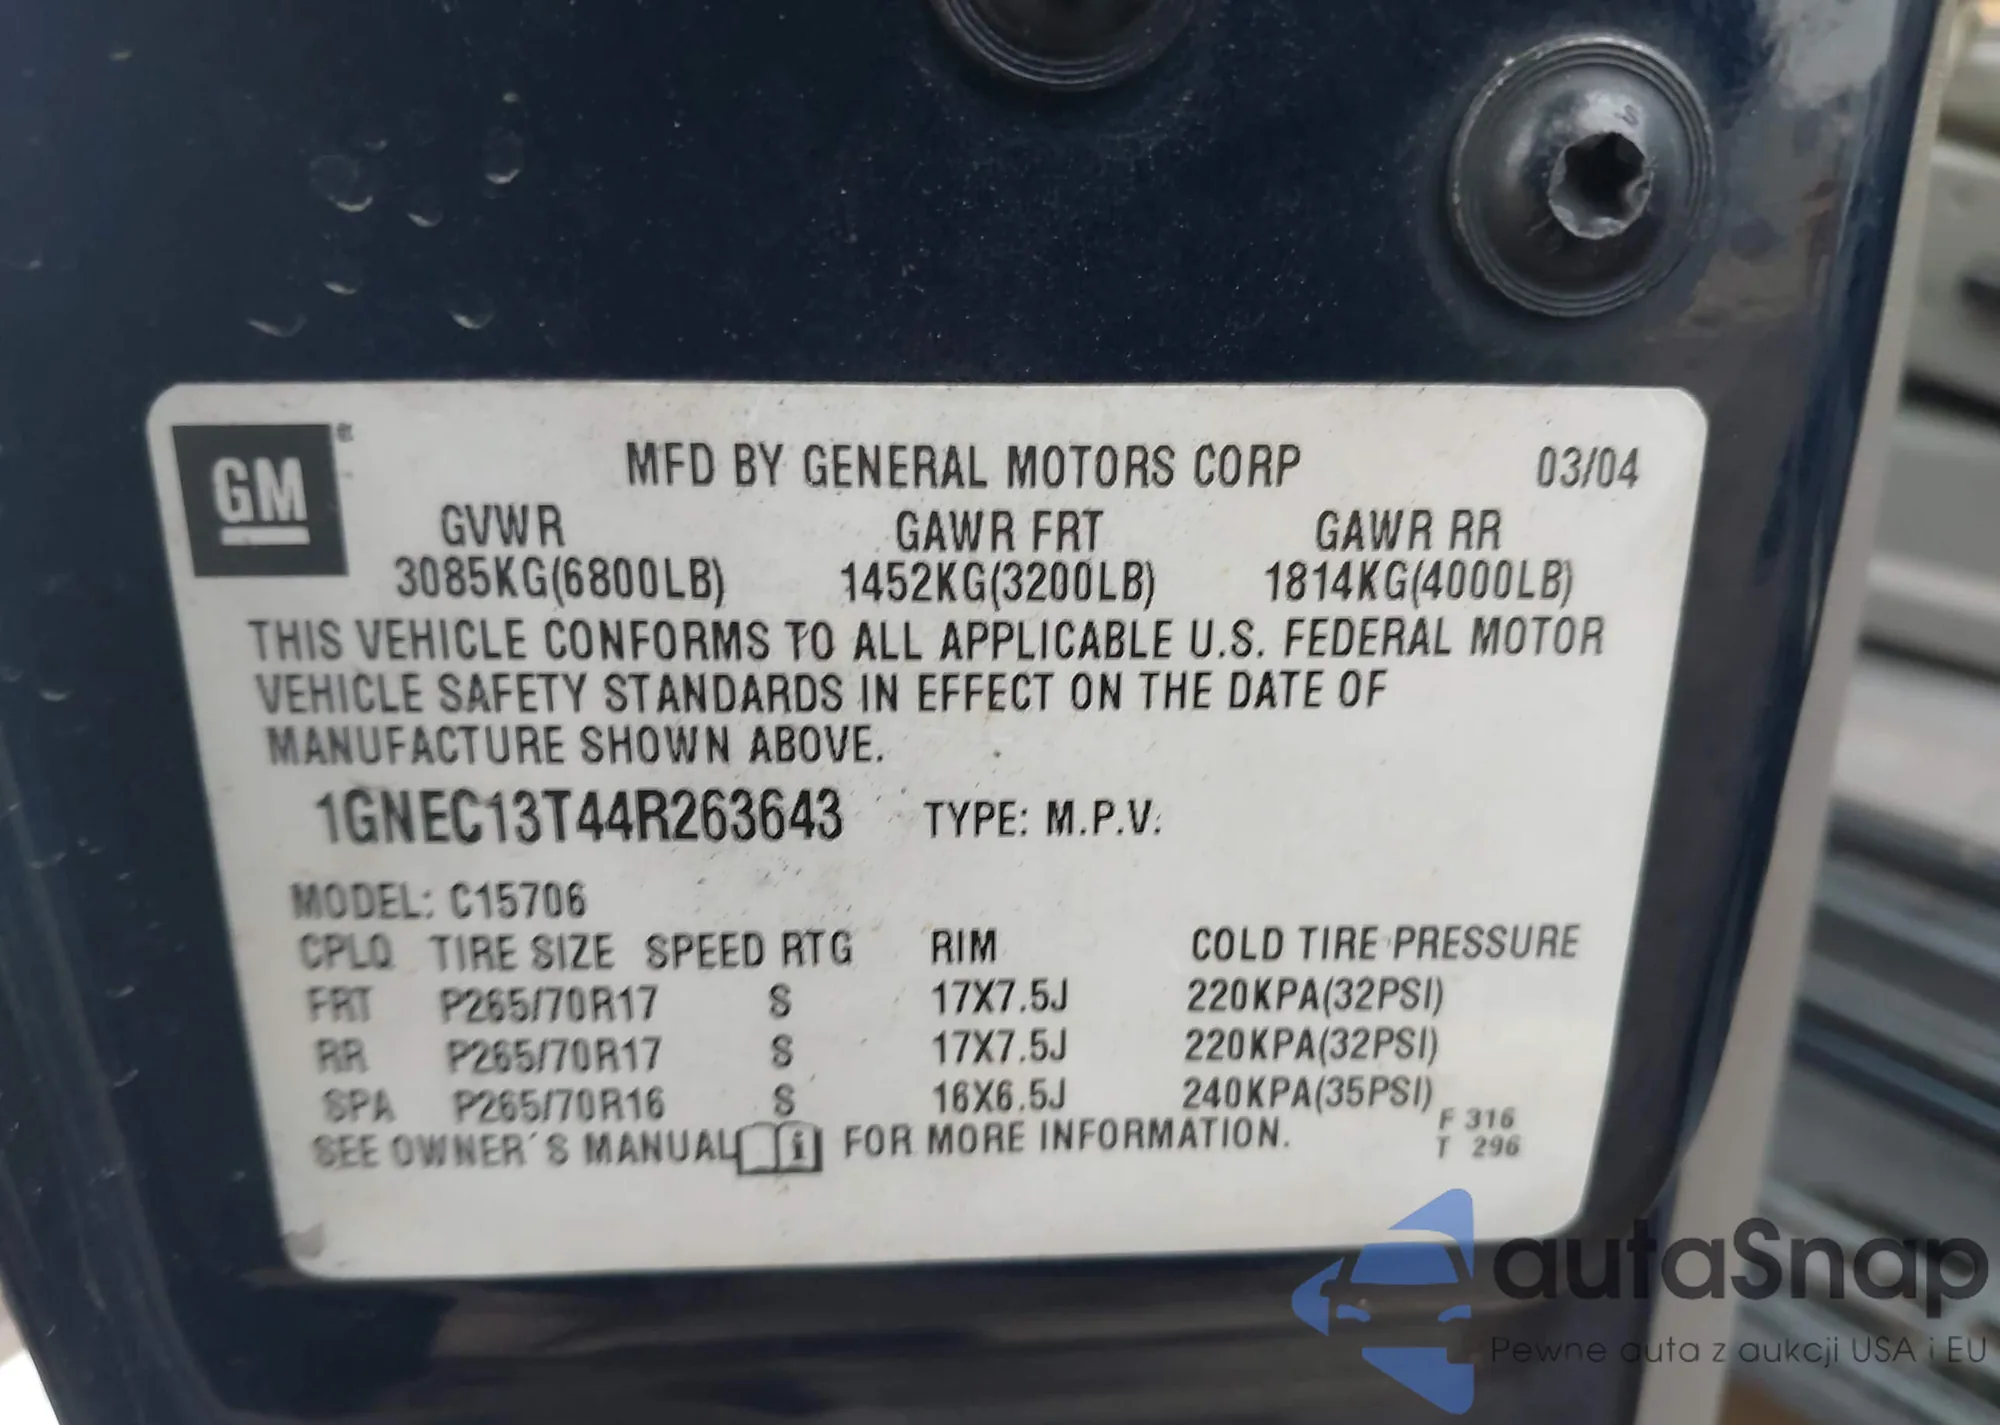 GM
MFD BY GENERAL MOTORS CORP 03/04
GVWR GAWR FRT GAWR RR
3085KG(6800LB) 1452KG(3200LB) 1814KG(4000LB)
THIS VEHICLE CONFORMS TO ALL APPLICABLE U.S. FEDERAL MOTOR
VEHICLE SAFETY STANDARDS IN EFFECT ON THE DATE OF
MANUFACTURE SHOWN ABOVE.
1GNEC13T44R263643 TYPE: M.P.V.
MODEL: C15706
CPLQ TIRE SIZE SPEED RTG RIM COLD TIRE PRESSURE
FRT P265/70R17 S 17X7.5J 220KPA(32PSI)
RR P265/70R17 S 17X7.5J 220KPA(32PSI)
SPA P265/70R16 S 16X6.5J 240KPA(35PSI)
F 316
SEE OWNER'S MANUAL i FOR MORE INFORMATION. T 296
autaSnap
Pewne auta z aukcji USA i EU